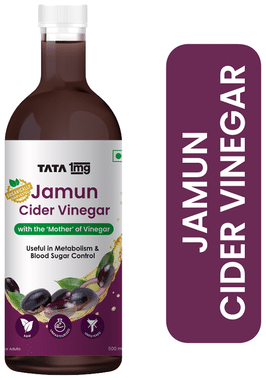 TATA 1mg
Jamun
Cider Vinegar
with the 'Mother' of Vinegar
Useful in Metabolism &
Blood Sugar Control
JAMUN
CIDER VINEGAR